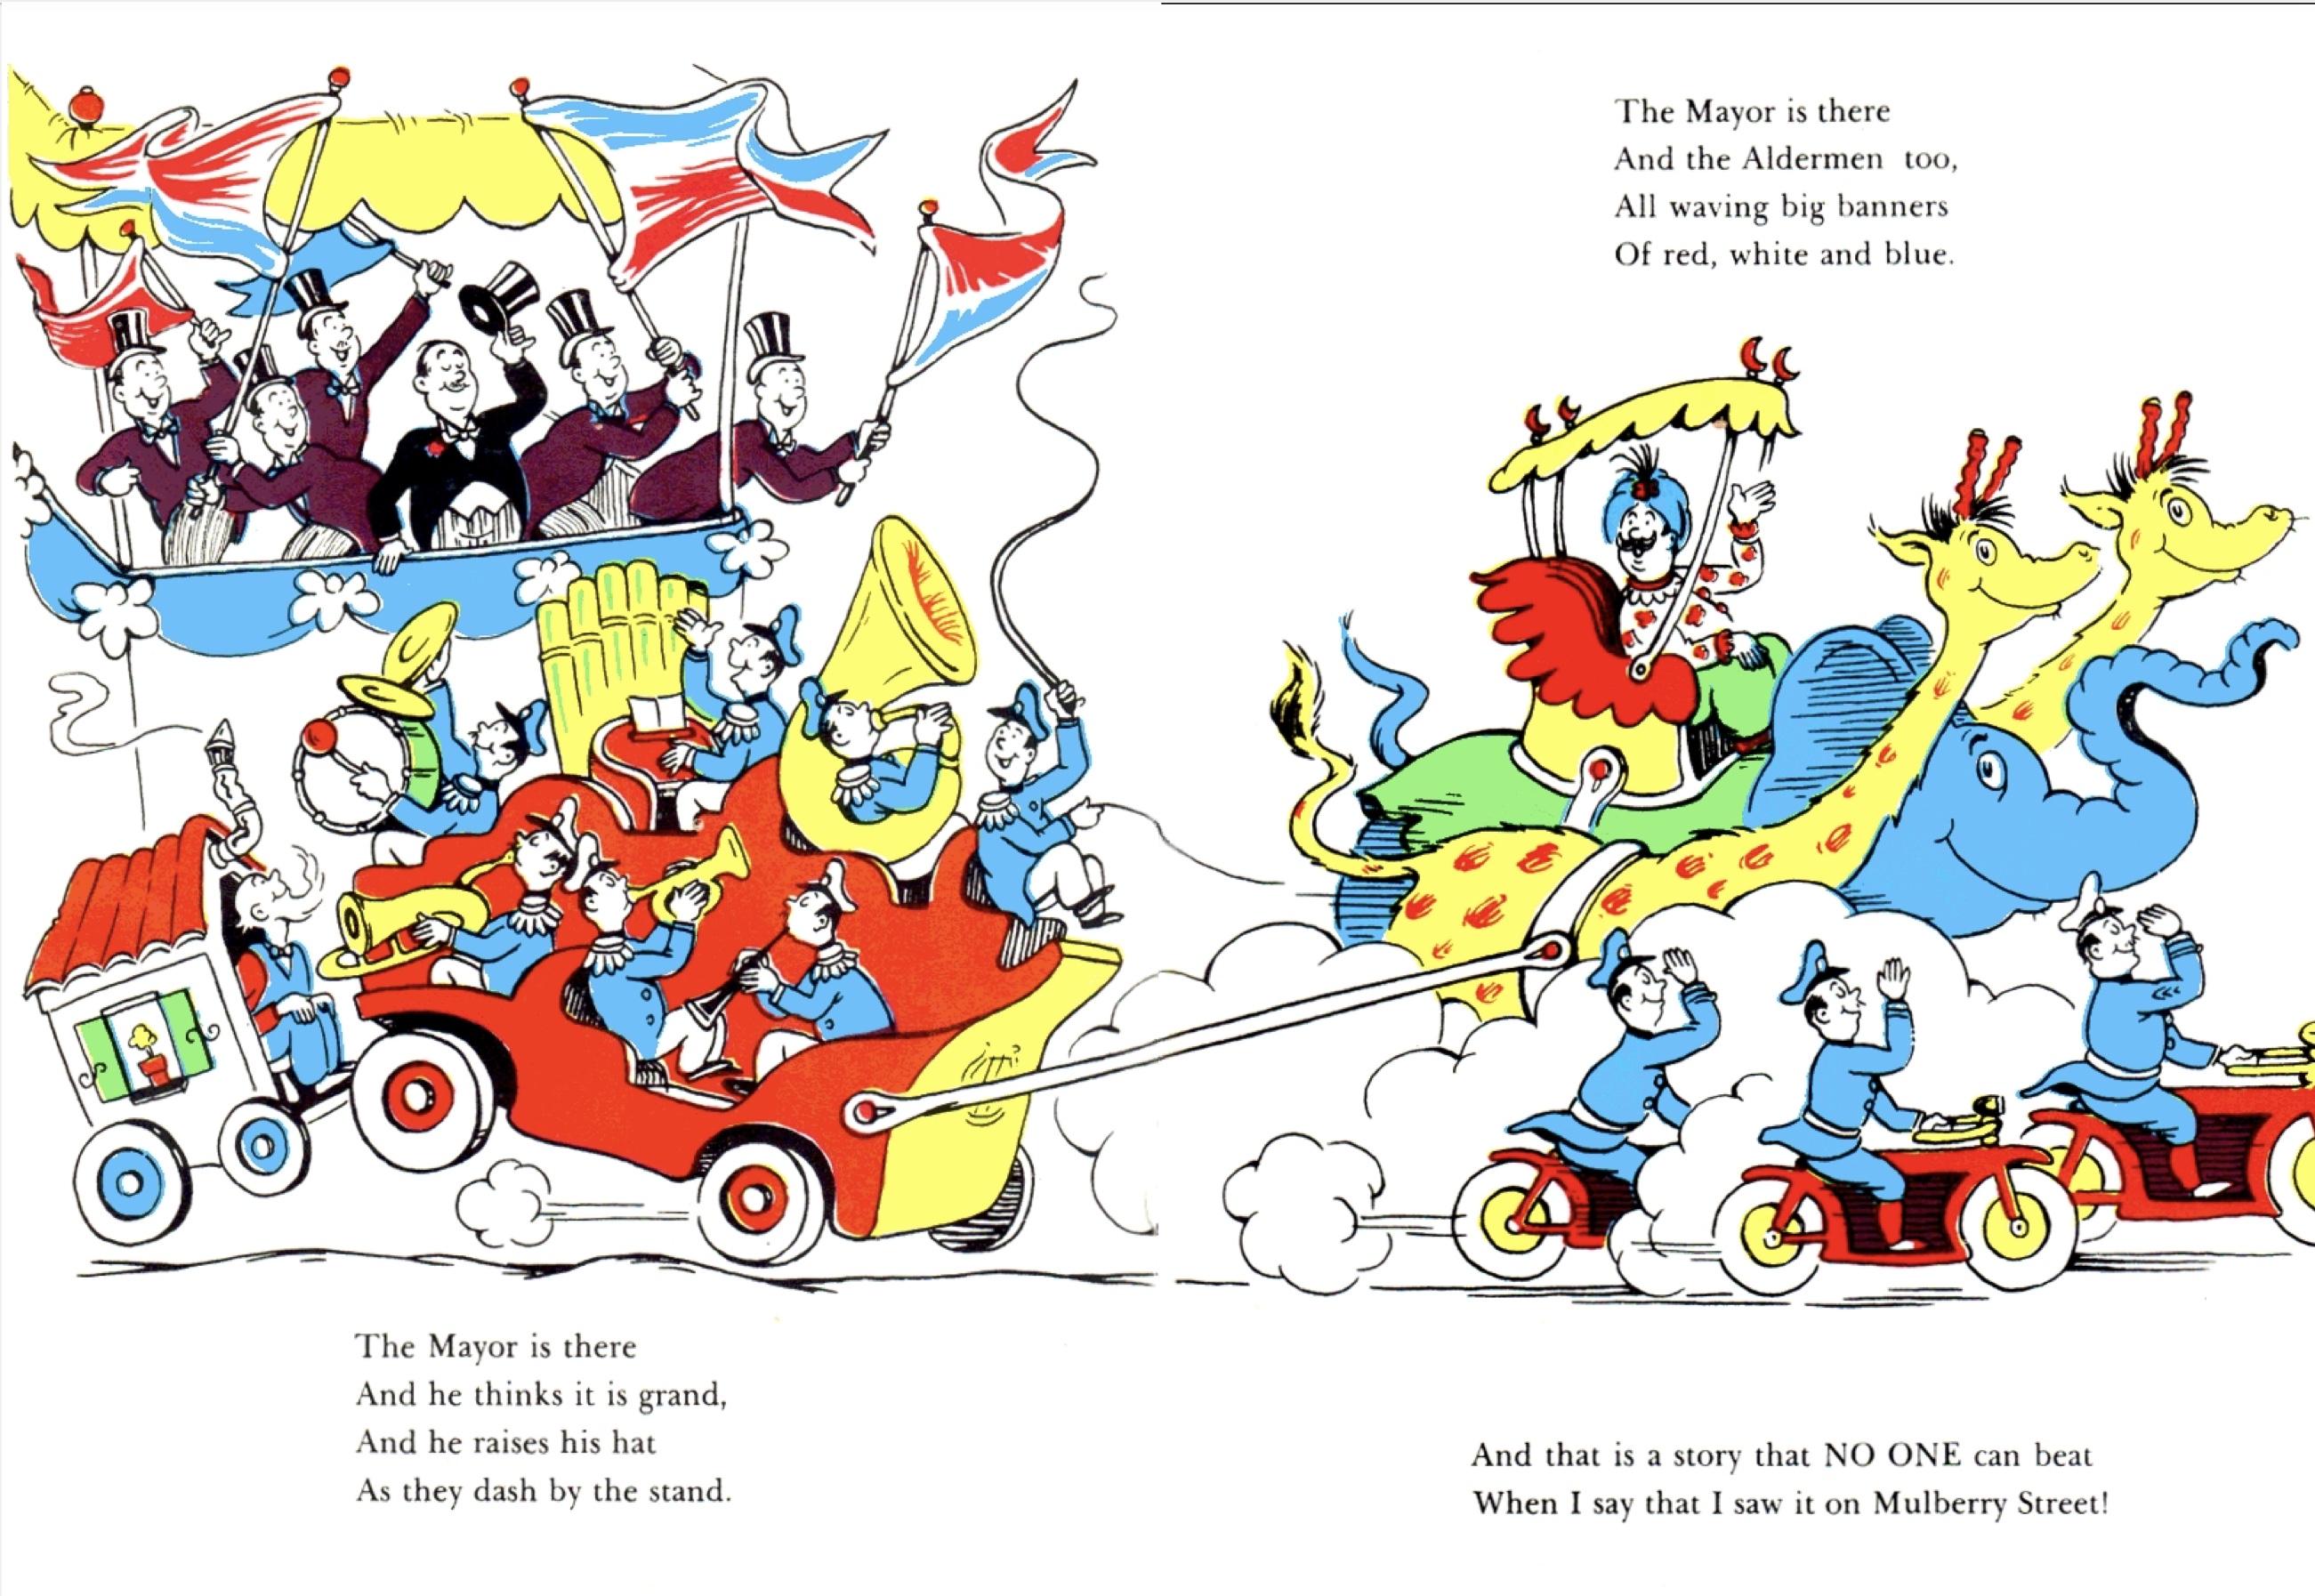 The Mayor is there
And he thinks it is grand,
And he raises his hat
As they dash by the stand.
The Mayor is there
And the Aldermen too,
All waving big banners
Of red, white and blue.
And that is a story that NO ONE can beat
When I say that I saw it on Mulberry Street!